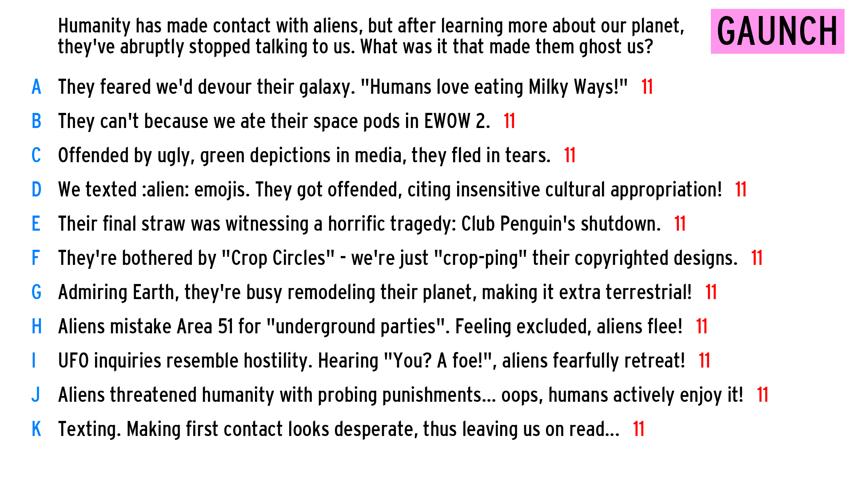 Humanity has made contact with aliens, but after learning more about our planet,
they've abruptly stopped talking to us. What was it that made them ghost us?
GAUNCH
A They feared we'd devour their galaxy. "Humans love eating Milky Ways!" 11
B They can't because we ate their space pods in EWOW 2. 11
C Offended by ugly, green depictions in media, they fled in tears. 11
D We texted :alien: emojis. They got offended, citing insensitive cultural appropriation! 11
E Their final straw was witnessing a horrific tragedy: Club Penguin's shutdown. 11
F They're bothered by "Crop Circles" - we're just "crop-ping" their copyrighted designs. 11
G Admiring Earth, they're busy remodeling their planet, making it extra terrestrial! 11
H Aliens mistake Area 51 for "underground parties". Feeling excluded, aliens flee! 11
I UFO inquiries resemble hostility. Hearing "You? A foe!", aliens fearfully retreat! 11
J Aliens threatened humanity with probing punishments... oops, humans actively enjoy it! 11
K Texting. Making first contact looks desperate, thus leaving us on read... 11